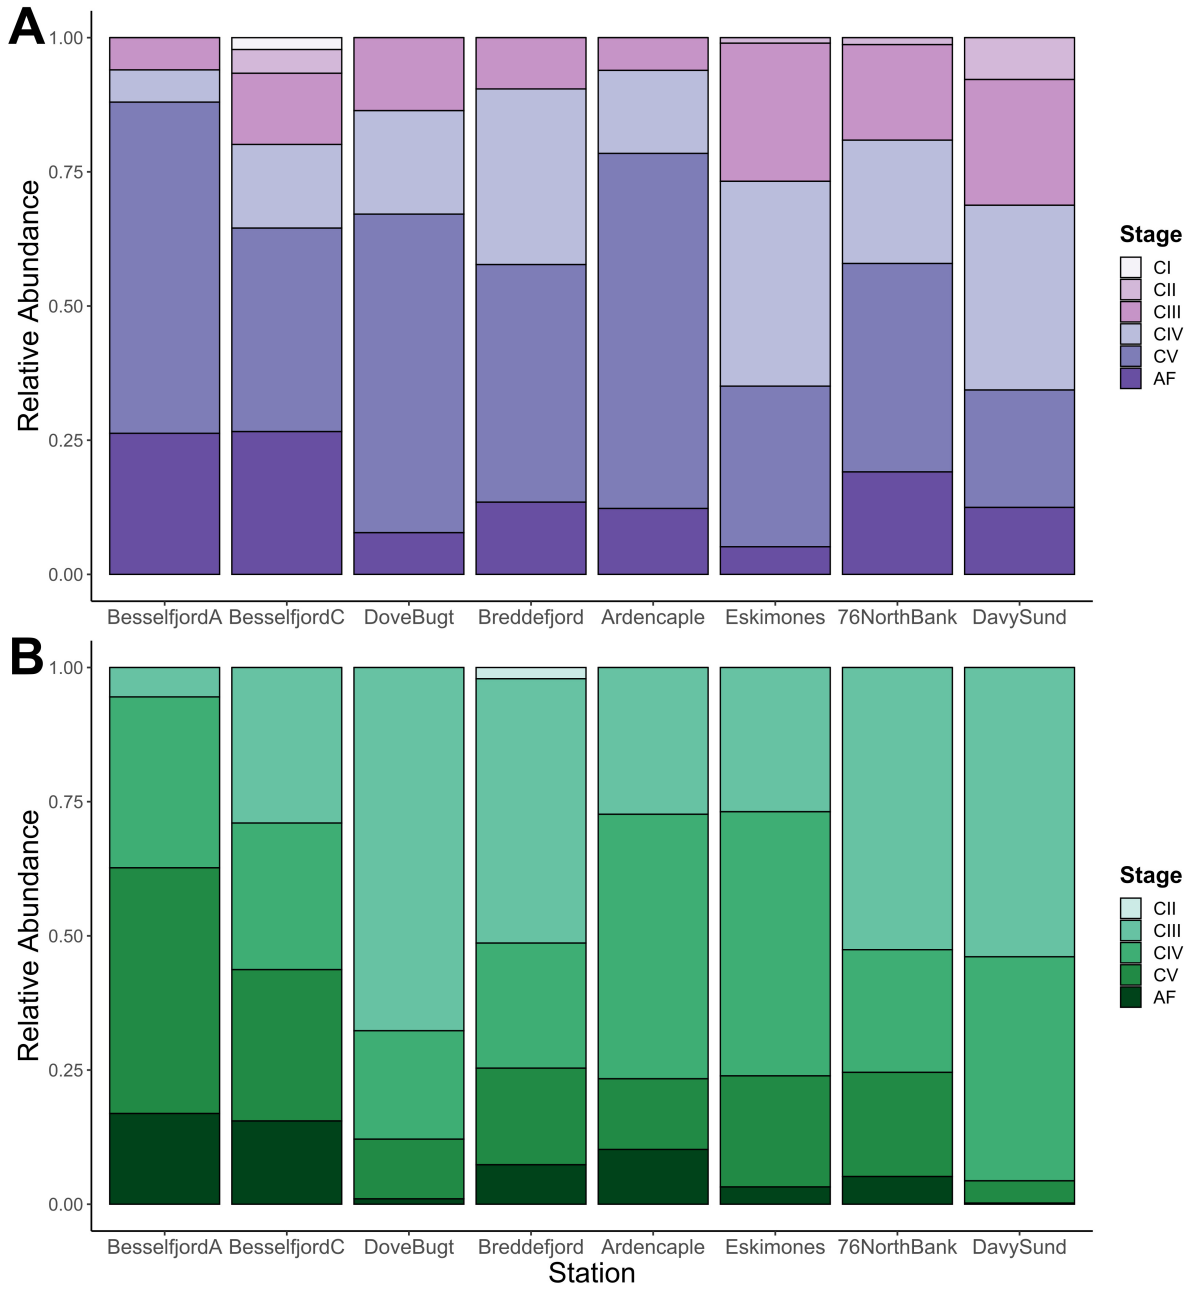 A
1.00
0.75
0.50
0.25
0.00
Relative Abundance
BesselfjordA BesselfjordC DoveBugt Breddefjord Ardencaple Eskimones 76NorthBank DavySund
Stage
CI
CII
CIII
CIV
CV
AF
B
1.00
0.75
0.50
0.25
0.00
Relative Abundance
BesselfjordA BesselfjordC DoveBugt Breddefjord Ardencaple Eskimones 76NorthBank DavySund
Station
Stage
CII
CIII
CIV
CV
AF